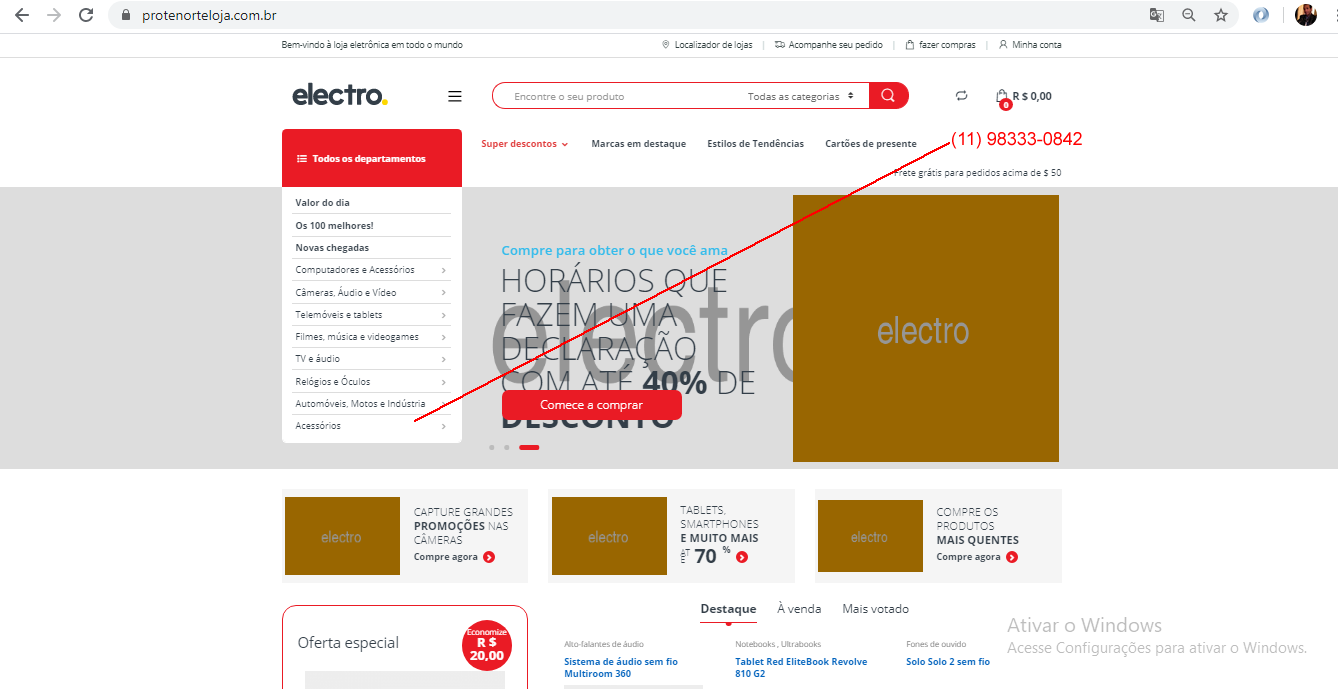 protenorteloja.com.br
Bem-vindo à loja eletrônica em todo o mundo
Localizador de lojas
Acompanhe seu pedido
fazer compras
Minha conta
electro.
Encontre o seu produto
Todas as categorias
0
R $ 0,00
Todos os departamentos
Super descontos
Marcas em destaque
Estilos de Tendências
Cartões de presente
(11) 98333-0842
Frete grátis para pedidos acima de $ 50
Valor do dia
Os 100 melhores!
Novas chegadas
Computadores e Acessórios
Câmeras, Áudio e Vídeo
Telemóveis e tablets
Filmes, música e videogames
TV e áudio
Relógios e Óculos
Automóveis, Motos e Indústria
Acessórios
Compre para obter o que você ama
HORÁRIOS QUE
FAZEM UMA
DECLARAÇÃO
COM ATÉ 40% DE
DESCONTO
Comece a comprar
electro
electro
electro
CAPTURE GRANDES
PROMOÇÕES NAS
CÂMERAS
Compre agora
electro
TABLETS,
SMARTPHONES
E MUITO MAIS
AT
E
70 %
electro
COMPRE OS
PRODUTOS
MAIS QUENTES
Compre agora
Oferta especial
Economize
R $
20,00
Destaque
À venda
Mais votado
Alto-falantes de áudio
Sistema de áudio sem fio
Multiroom 360
Notebooks , Ultrabooks
Tablet Red EliteBook Revolve
810 G2
Fones de ouvido
Solo Solo 2 sem fio
Ativar o Windows
Acesse Configurações para ativar o Windows.